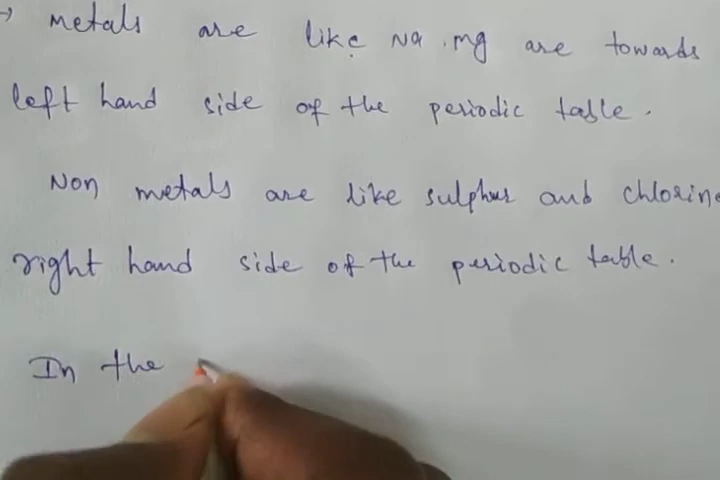 → metals are like Na . mg are towards
left hand side of the periodic table .
Non metals are like sulphur and chlorine
right hand side of the periodic table .
In the